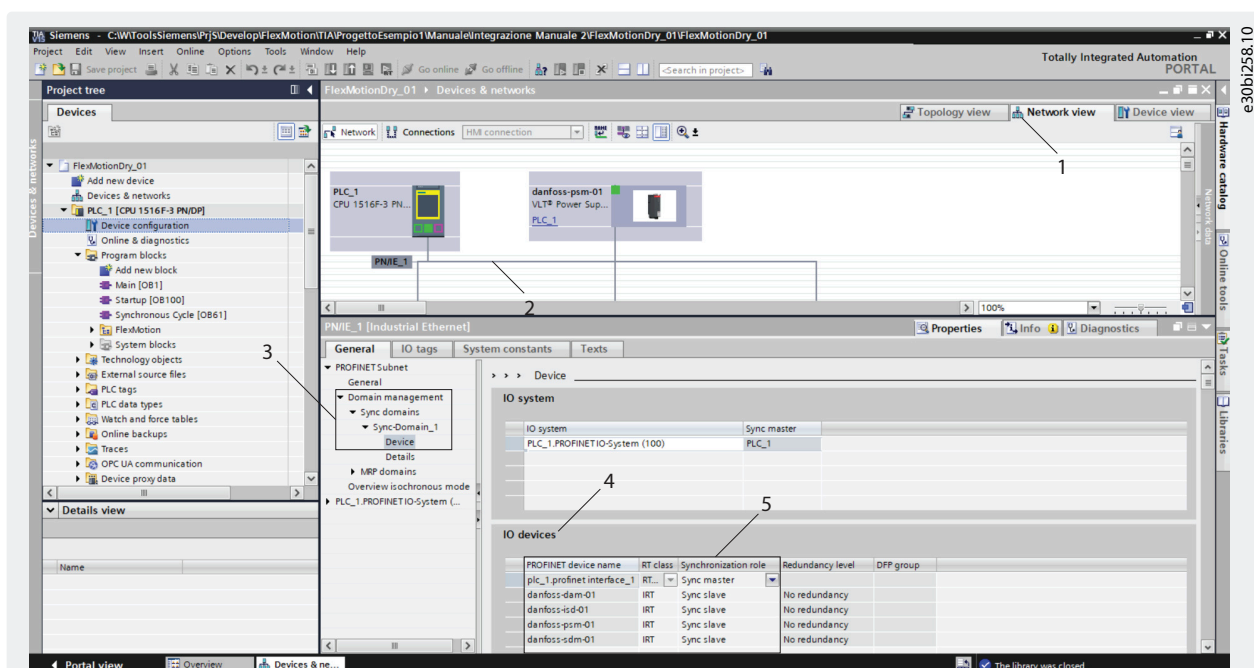 Siemens - C:\W\ToolsSiemens\PrjS\Develop\FlexMotion\TIA\ProgettoEsempio1\Manuale\Integrazione Manuale 2\FlexMotionDry_01\FlexMotionDry_01
Project Edit View Insert Online Options Tools Window Help
Save project
Go online
Go offline
<Search in project>
Totally Integrated Automation
PORTAL
e30bi258.10
Project tree
FlexMotionDry_01 ▸ Devices & networks
Devices
Topology view
Network view
Device view
Network
Connections
HMI connection
1
Devices & networks
Hardware catalog
Online tools
Tasks
Libraries
Network data
FlexMotionDry_01
Add new device
Devices & networks
PLC_1 [CPU 1516F-3 PN/DP]
Device configuration
Online & diagnostics
Program blocks
Add new block
Main [OB1]
Startup [OB100]
Synchronous Cycle [OB61]
FlexMotion
System blocks
Technology objects
External source files
PLC tags
PLC data types
Watch and force tables
Online backups
Traces
OPC UA communication
Device proxy data
Details view
Name
PLC_1
CPU 1516F-3 PN...
danfoss-psm-01
VLT® Power Sup...
PLC_1
PN/IE_1
2
100%
PN/IE_1 [Industrial Ethernet]
Properties
Info
Diagnostics
General
IO tags
System constants
Texts
3
PROFINET Subnet
General
Domain management
Sync domains
Sync-Domain_1
Device
Details
MRP domains
Overview isochronous mode
PLC_1.PROFINET IO-System (...
> > > Device
IO system
IO system Sync master
PLC_1.PROFINET IO-System (100) PLC_1
4
5
IO devices
PROFINET device name RT class Synchronization role Redundancy level DFP group
plc_1.profinet interface_1 RT... Sync master
danfoss-dam-01 IRT Sync slave No redundancy
danfoss-isd-01 IRT Sync slave No redundancy
danfoss-psm-01 IRT Sync slave No redundancy
danfoss-sdm-01 IRT Sync slave No redundancy
Portal view
Overview
Devices & ne...
The library was closed.